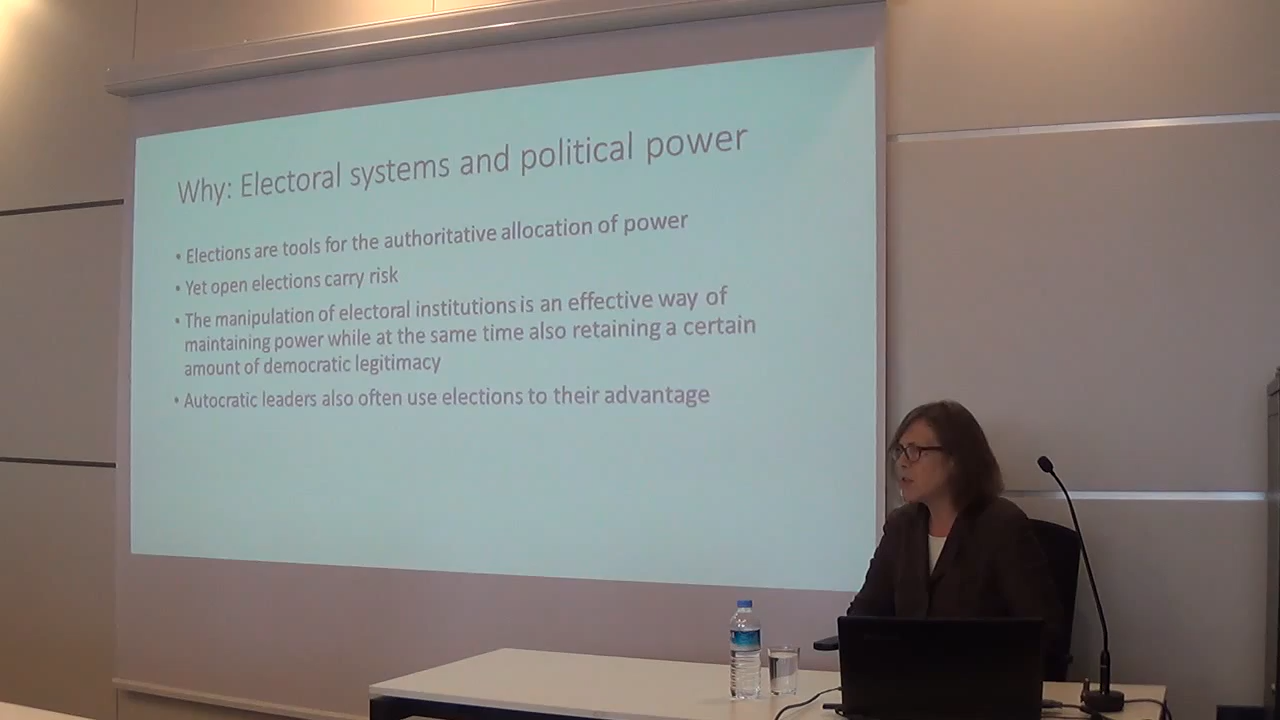 Why: Electoral systems and political power
• Elections are tools for the authoritative allocation of power
• Yet open elections carry risk
• The manipulation of electoral institutions is an effective way of
maintaining power while at the same time also retaining a certain
amount of democratic legitimacy
• Autocratic leaders also often use elections to their advantage